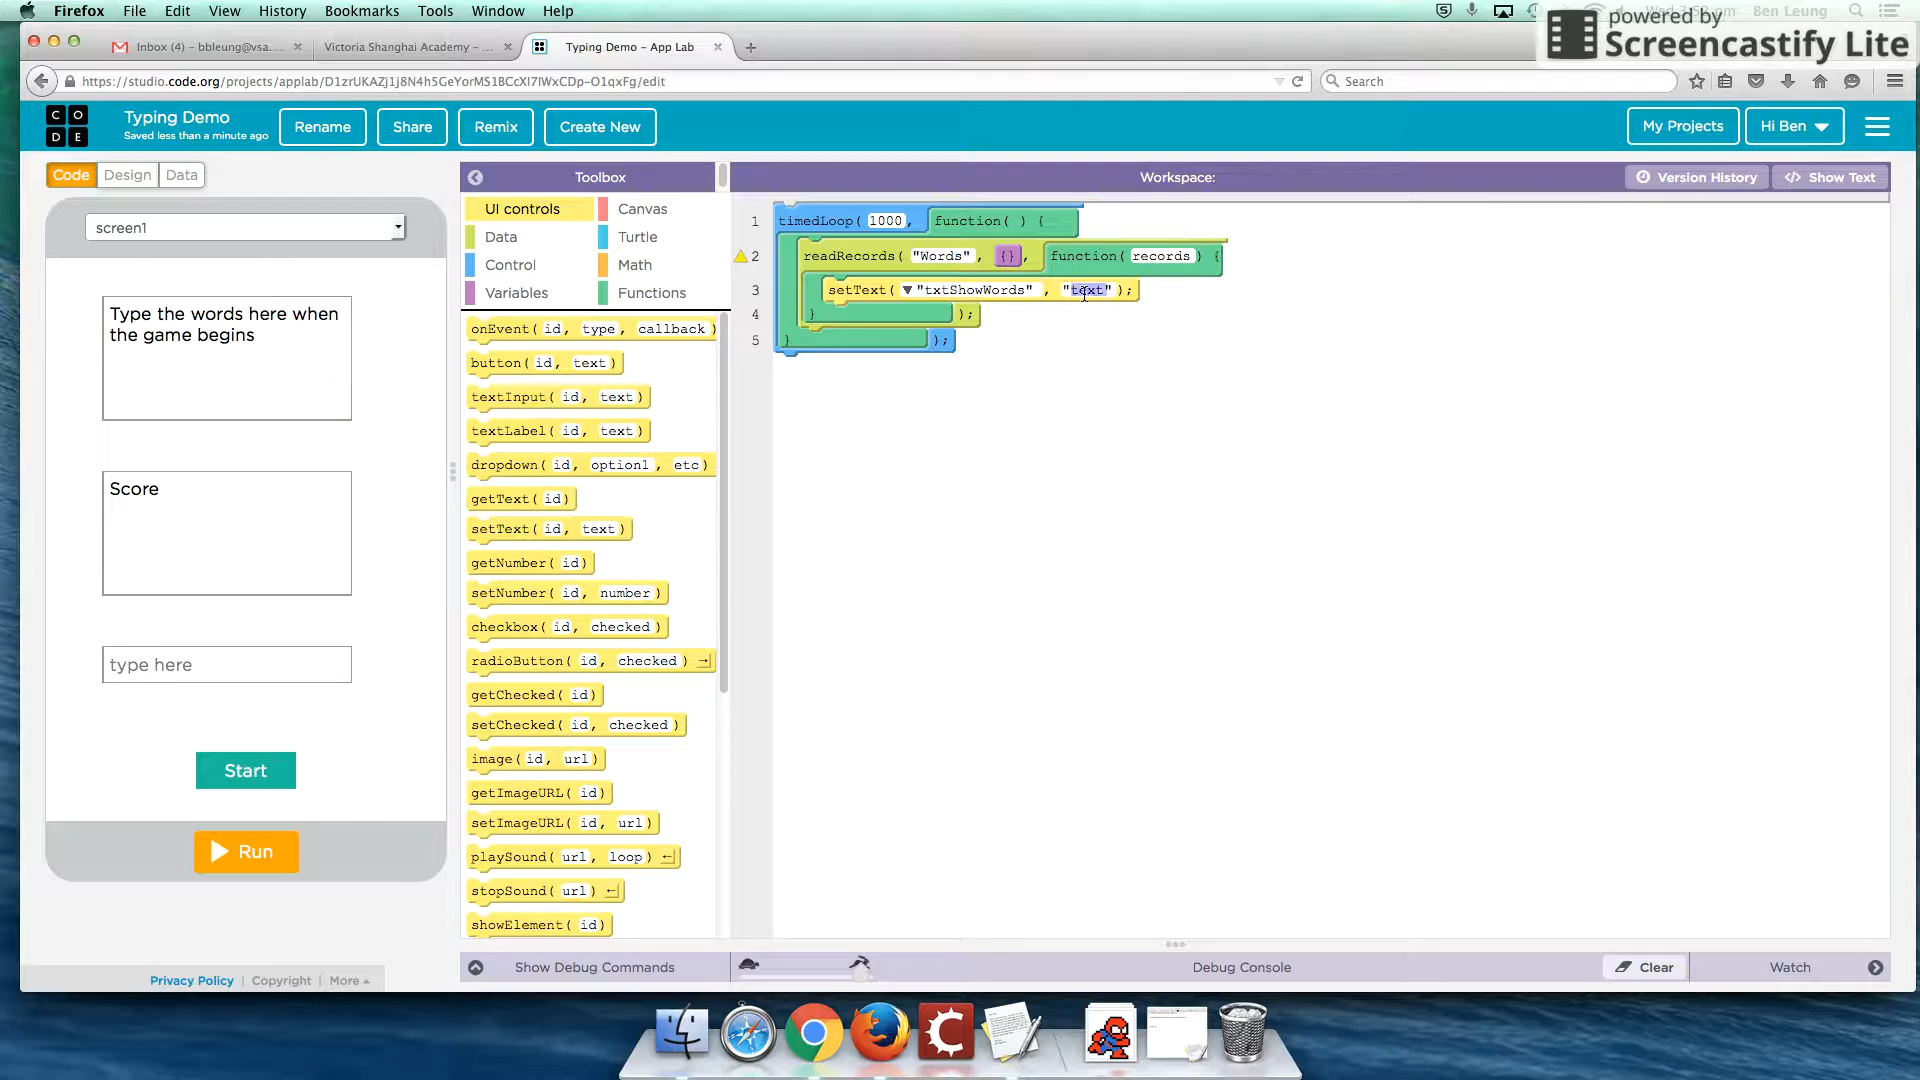 Firefox File Edit View History Bookmarks Tools Window Help
Ben Leung
powered by
Screencastify Lite
Inbox (4) – bbleung@vsa.... × Victoria Shanghai Academy – ... × Typing Demo – App Lab × +
https://studio.code.org/projects/applab/D1zrUKAZj1j8N4h5GeYorMS1BCcXI7IWxCDp-O1qxFg/edit
Search
C O
D E
Typing Demo
Saved less than a minute ago
Rename Share Remix Create New My Projects Hi Ben
Code Design Data
Toolbox
Workspace:
Version History
</> Show Text
screen1
Type the words here when
the game begins
Score
type here
Start
Run
UI controls Canvas
Data Turtle
Control Math
Variables Functions
onEvent( id, type, callback )
button( id, text )
textInput( id, text )
textLabel( id, text )
dropdown( id, option1 , etc )
getText( id )
setText( id, text )
getNumber( id )
setNumber( id, number )
checkbox( id, checked )
radioButton( id, checked ) →
getChecked( id )
setChecked( id, checked )
image( id, url )
getImageURL( id )
setImageURL( id, url )
playSound( url, loop ) ←
stopSound( url ) ←
showElement( id )
1 timedLoop( 1000, function( ) {
2 readRecords( "Words", {}, function( records ) {
3 setText( ▼ "txtShowWords" , "text" );
4 } );
5 } );
Privacy Policy | Copyright | More ▲
Show Debug Commands
Debug Console
Clear
Watch